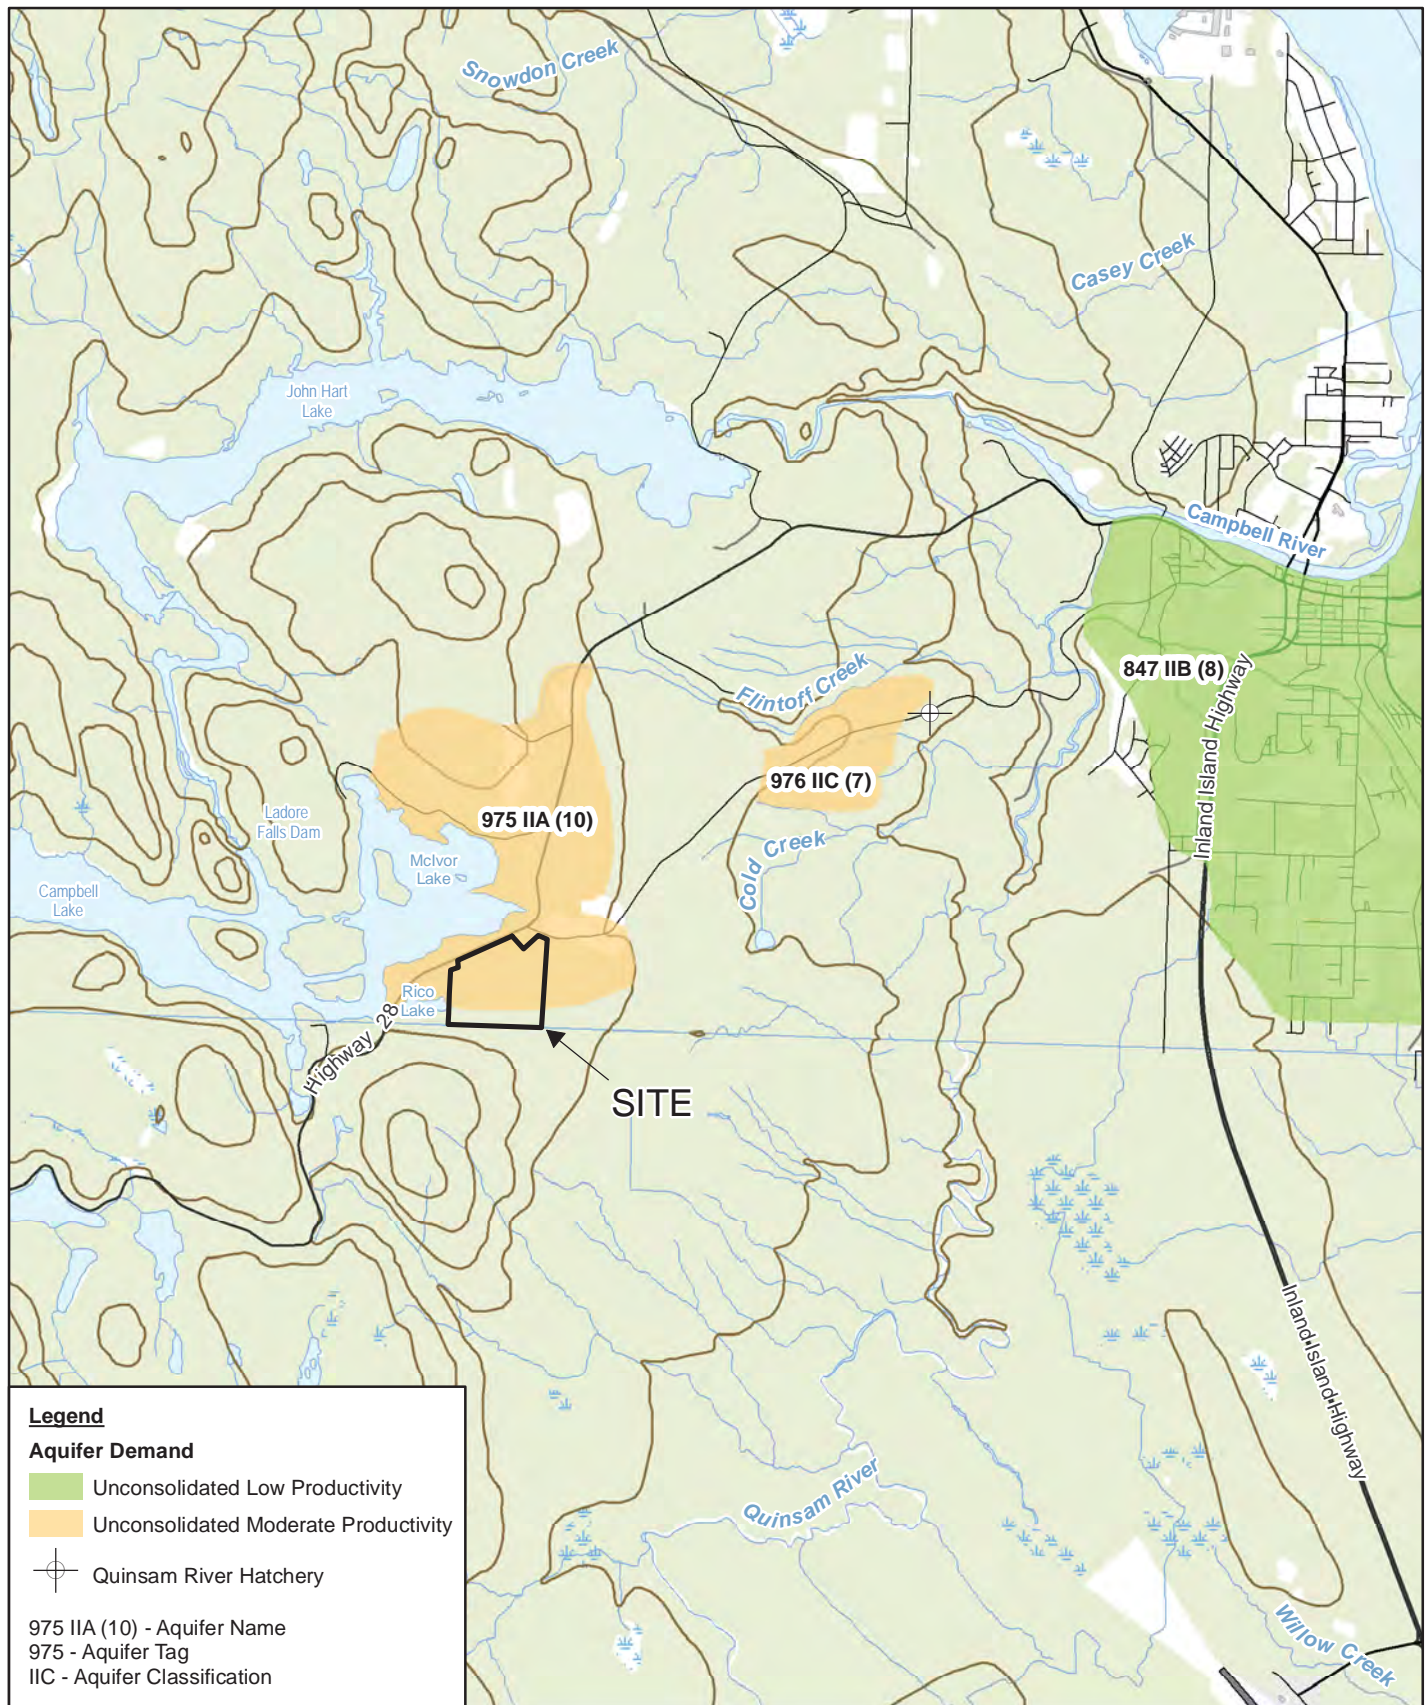 Snowdon Creek
Casey Creek
John Hart
Lake
Campbell River
847 IIB (8)
Flintoff Creek
Inland Island Highway
976 IIC (7)
975 IIA (10)
Ladore
Falls Dam
McIvor
Lake
Cold Creek
Campbell
Lake
Rico
Lake
Highway 28
SITE
Inland Island Highway
Quinsam River
Willow Creek
Legend
Aquifer Demand
Unconsolidated Low Productivity
Unconsolidated Moderate Productivity
Quinsam River Hatchery
975 IIA (10) - Aquifer Name
975 - Aquifer Tag
IIC - Aquifer Classification